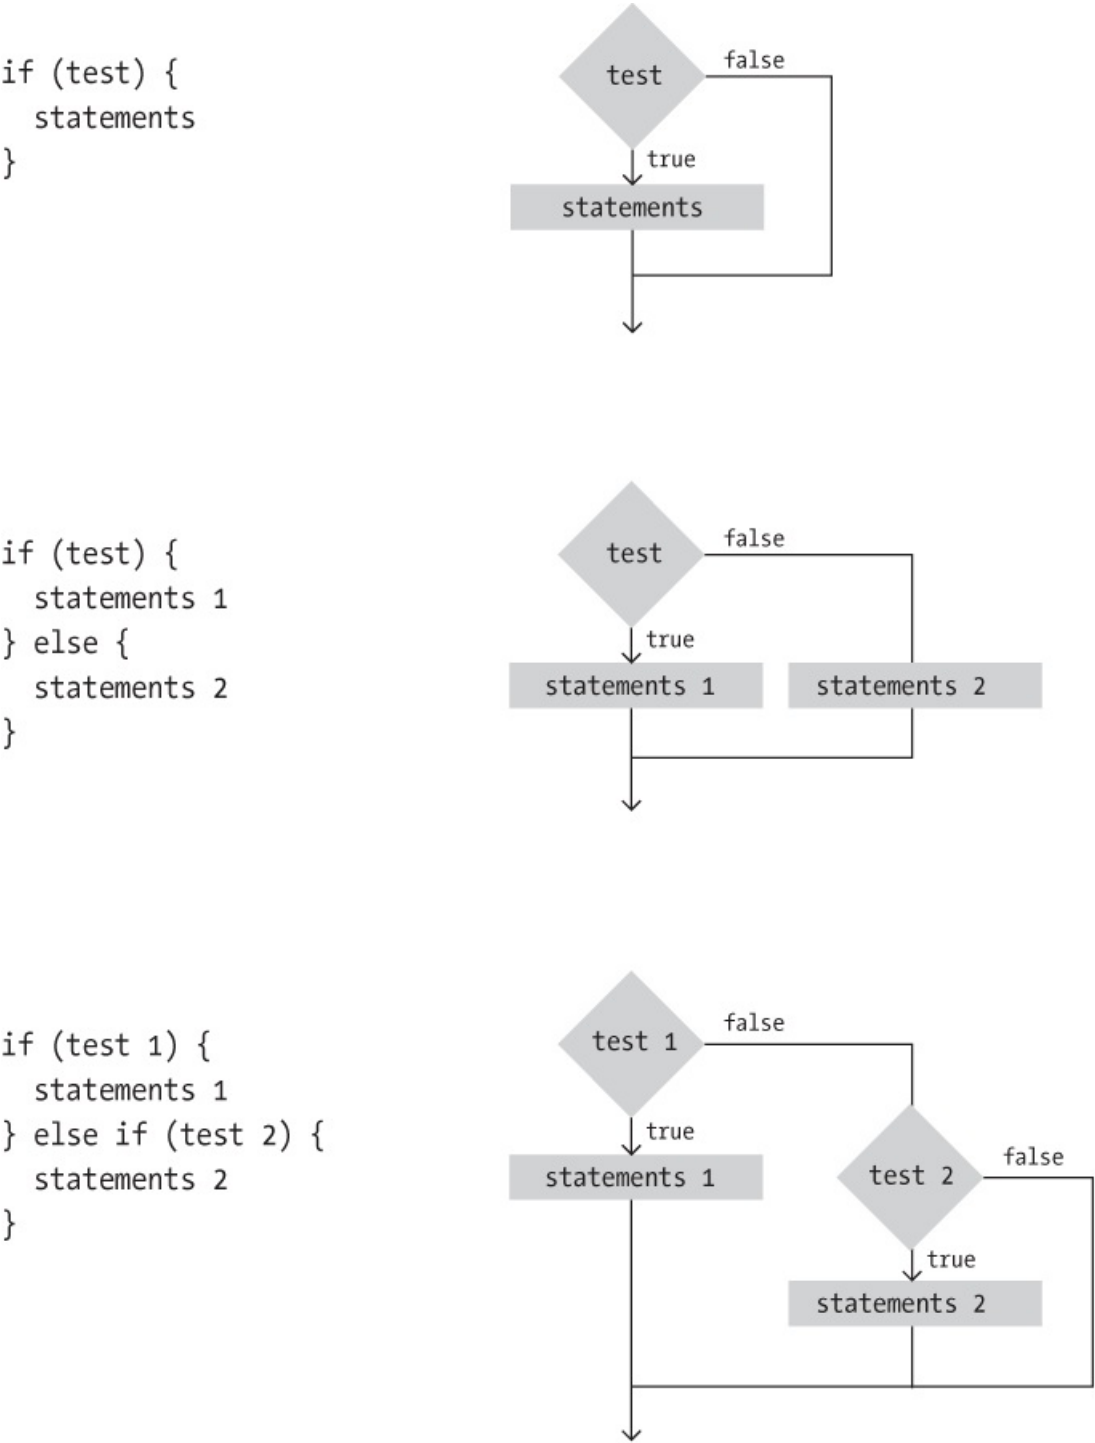 if (test) {
  statements
}
test
false
true
statements
if (test) {
  statements 1
} else {
  statements 2
}
test
false
true
statements 1
statements 2
if (test 1) {
  statements 1
} else if (test 2) {
  statements 2
}
test 1
false
true
statements 1
test 2
false
true
statements 2